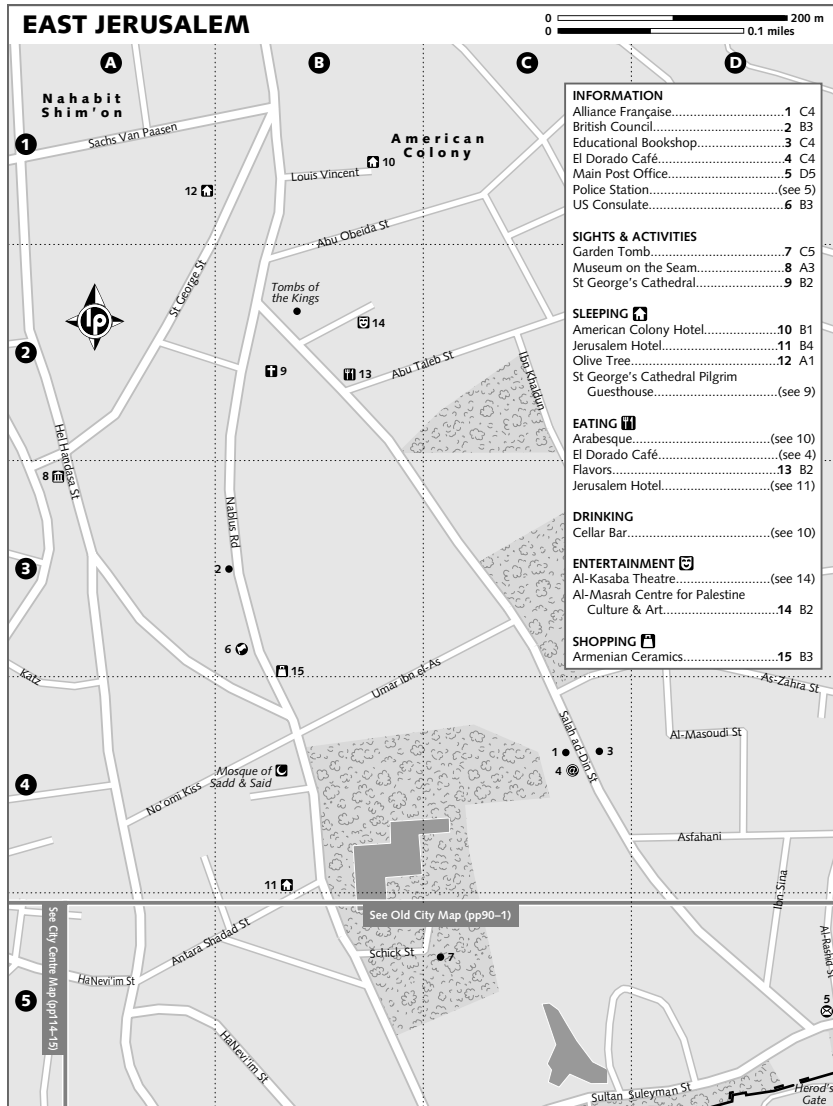 EAST JERUSALEM
0 200 m
0 0.1 miles
A B C D
Nahabit
Shim'on
1
Sachs Van Paasen
American
Colony
10
Louis Vincent
12
Abu Obeida St
St George St
Tombs of
the Kings
lp
14
2
9
13
Abu Taleb St
Ibn Khaldun
Hel Handasa St
8
Nablus Rd
3
2
6
15
Umar Ibn el-As
Katz
As-Zahra St
Salah ad-Din St
Al-Masoudi St
1
3
4 @
Mosque of
Sadd & Said
4
No'omi Kiss
Asfahani
Ibn Sina
11
See Old City Map (pp90–1)
See City Centre Map (pp114–15)
Antara Shadad St
Schick St
7
Al-Rashid St
HaNevi'im St
5
5
HaNevi'im St
Sultan Suleyman St
Herod's
Gate
INFORMATION
Alliance Française..............................1 C4
British Council....................................2 B3
Educational Bookshop......................3 C4
El Dorado Café...................................4 C4
Main Post Office................................5 D5
Police Station...............................(see 5)
US Consulate......................................6 B3
SIGHTS & ACTIVITIES
Garden Tomb.....................................7 C5
Museum on the Seam.......................8 A3
St George's Cathedral........................9 B2
SLEEPING
American Colony Hotel...................10 B1
Jerusalem Hotel................................11 B4
Olive Tree.........................................12 A1
St George's Cathedral Pilgrim
Guesthouse..............................(see 9)
EATING
Arabesque...................................(see 10)
El Dorado Café..............................(see 4)
Flavors...............................................13 B2
Jerusalem Hotel..........................(see 11)
DRINKING
Cellar Bar.....................................(see 10)
ENTERTAINMENT
Al-Kasaba Theatre.......................(see 14)
Al-Masrah Centre for Palestine
Culture & Art..............................14 B2
SHOPPING
Armenian Ceramics.........................15 B3